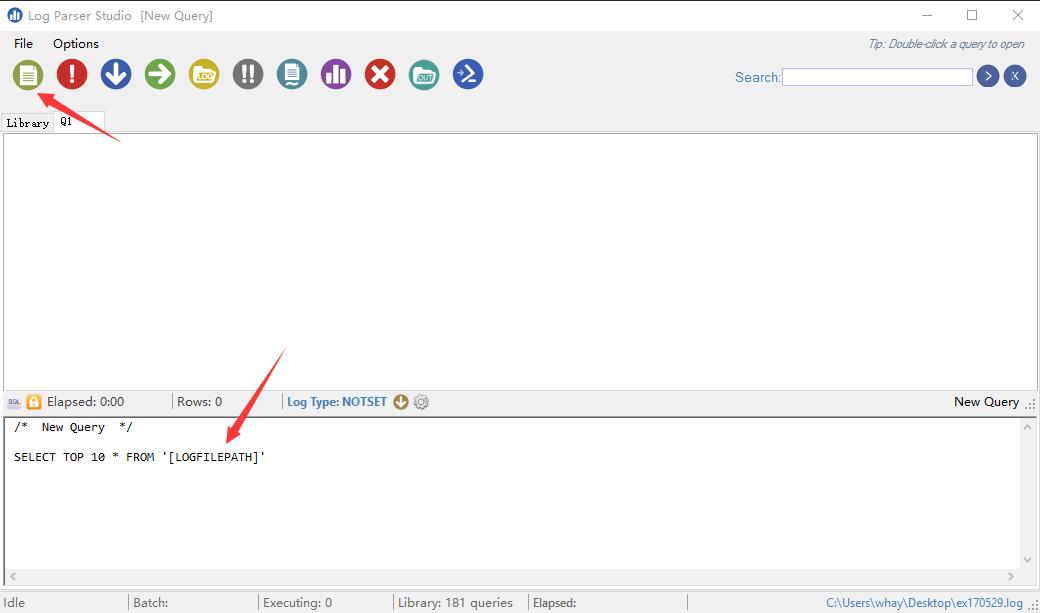 Log Parser Studio [New Query]
File Options
Tip: Double-click a query to open
LOG OUT
Search: > X
Library Q1
SQL Elapsed: 0:00 Rows: 0 Log Type: NOTSET New Query
/* New Query */
SELECT TOP 10 * FROM '[LOGFILEPATH]'
Idle Batch: Executing: 0 Library: 181 queries Elapsed: C:\Users\whay\Desktop\ex170529.log